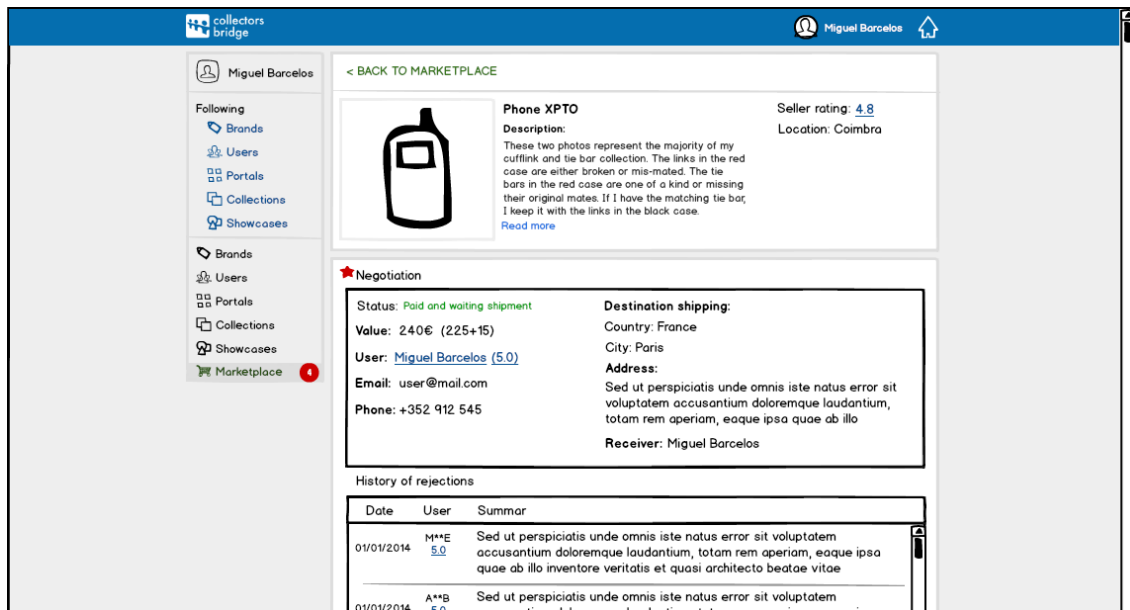 collectors
bridge
Miguel Barcelos
Miguel Barcelos
Following
Brands
Users
Portals
Collections
Showcases
Brands
Users
Portals
Collections
Showcases
Marketplace
4
< BACK TO MARKETPLACE
Phone XPTO
Description:
These two photos represent the majority of my
cufflink and tie bar collection. The links in the red
case are either broken or mis-mated. The tie
bars in the red case are one of a kind or missing
their original mates. If I have the matching tie bar,
I keep it with the links in the black case.
Read more
Seller rating: 4.8
Location: Coimbra
Negotiation
Status: Paid and waiting shipment
Value: 240€ (225+15)
User: Miguel Barcelos (5.0)
Email: user@mail.com
Phone: +352 912 545
Destination shipping:
Country: France
City: Paris
Address:
Sed ut perspiciatis unde omnis iste natus error sit
voluptatem accusantium doloremque laudantium,
totam rem aperiam, eaque ipsa quae ab illo
Receiver: Miguel Barcelos
History of rejections
Date User Summar
01/01/2014 M**E 5.0
Sed ut perspiciatis unde omnis iste natus error sit voluptatem
accusantium doloremque laudantium, totam rem aperiam, eaque ipsa
quae ab illo inventore veritatis et quasi architecto beatae vitae
01/01/2014 A**B 5.0
Sed ut perspiciatis unde omnis iste natus error sit voluptatem